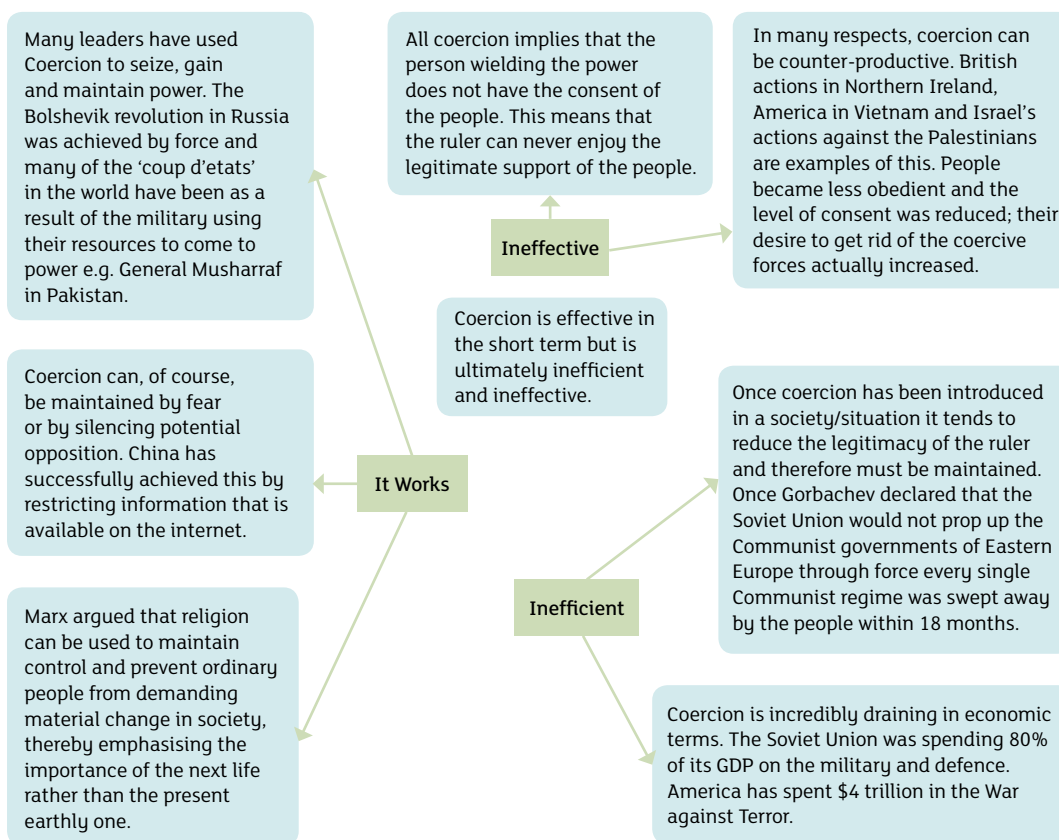 Many leaders have used
Coercion to seize, gain
and maintain power. The
Bolshevik revolution in Russia
was achieved by force and
many of the ‘coup d’etats’
in the world have been as a
result of the military using
their resources to come to
power e.g. General Musharraf
in Pakistan.
All coercion implies that the
person wielding the power
does not have the consent of
the people. This means that
the ruler can never enjoy the
legitimate support of the people.
In many respects, coercion can
be counter-productive. British
actions in Northern Ireland,
America in Vietnam and Israel’s
actions against the Palestinians
are examples of this. People
became less obedient and the
level of consent was reduced; their
desire to get rid of the coercive
forces actually increased.
Ineffective
Coercion is effective in
the short term but is
ultimately inefficient
and ineffective.
Coercion can, of course,
be maintained by fear
or by silencing potential
opposition. China has
successfully achieved this by
restricting information that is
available on the internet.
It Works
Once coercion has been introduced
in a society/situation it tends to
reduce the legitimacy of the ruler
and therefore must be maintained.
Once Gorbachev declared that the
Soviet Union would not prop up the
Communist governments of Eastern
Europe through force every single
Communist regime was swept away
by the people within 18 months.
Inefficient
Marx argued that religion
can be used to maintain
control and prevent ordinary
people from demanding
material change in society,
thereby emphasising the
importance of the next life
rather than the present
earthly one.
Coercion is incredibly draining in economic
terms. The Soviet Union was spending 80%
of its GDP on the military and defence.
America has spent $4 trillion in the War
against Terror.